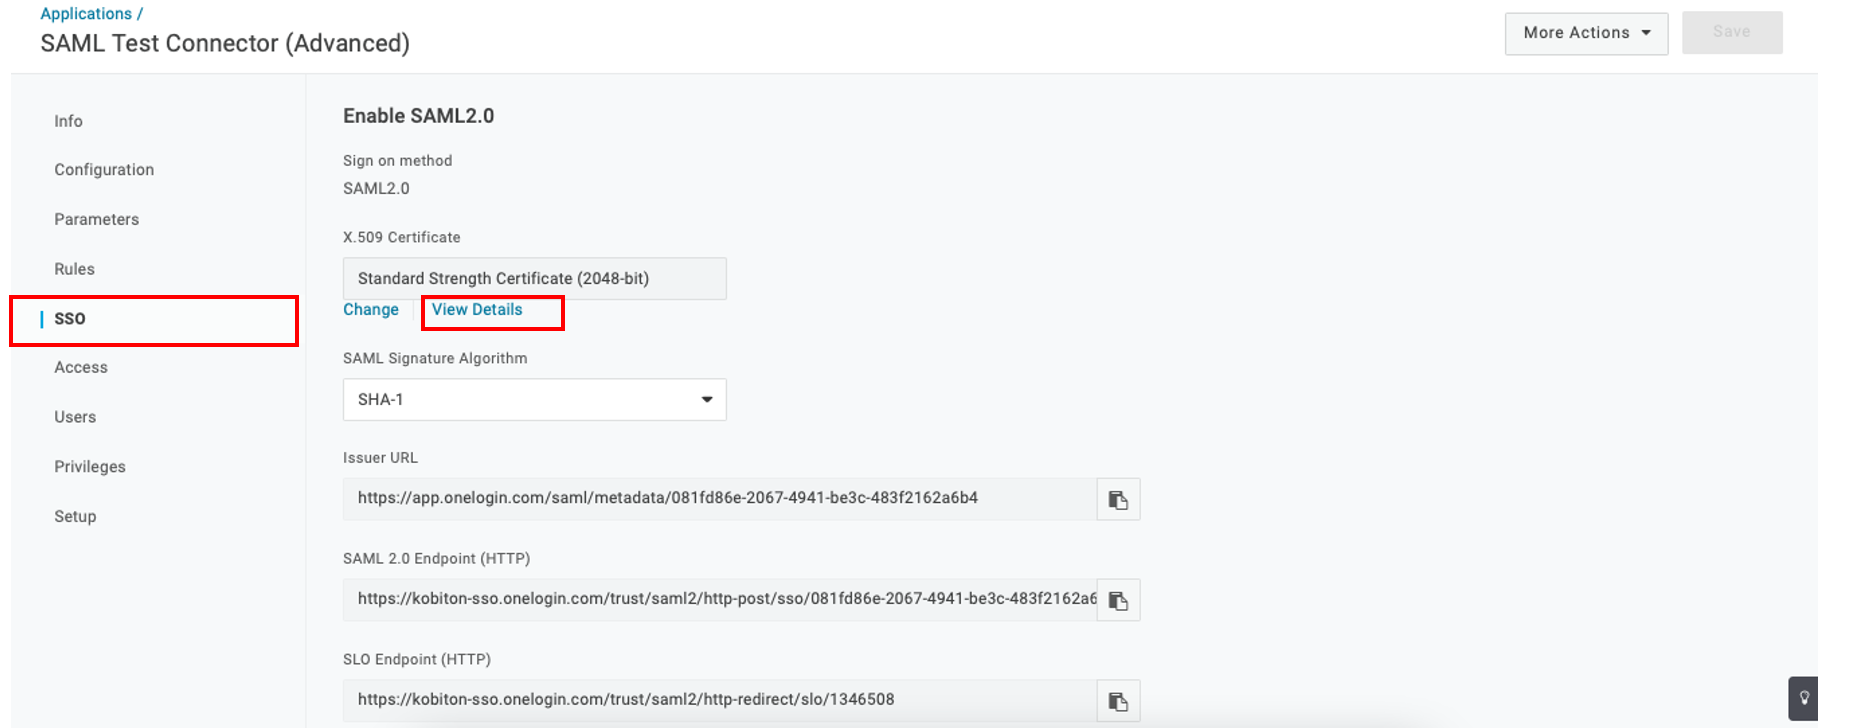 Applications /
SAML Test Connector (Advanced)
More Actions
Save
Info
Configuration
Parameters
Rules
SSO
Access
Users
Privileges
Setup
Enable SAML2.0
Sign on method
SAML2.0
X.509 Certificate
Standard Strength Certificate (2048-bit)
Change
View Details
SAML Signature Algorithm
SHA-1
Issuer URL
https://app.onelogin.com/saml/metadata/081fd86e-2067-4941-be3c-483f2162a6b4
SAML 2.0 Endpoint (HTTP)
https://kobiton-sso.onelogin.com/trust/saml2/http-post/sso/081fd86e-2067-4941-be3c-483f2162a6
SLO Endpoint (HTTP)
https://kobiton-sso.onelogin.com/trust/saml2/http-redirect/slo/1346508